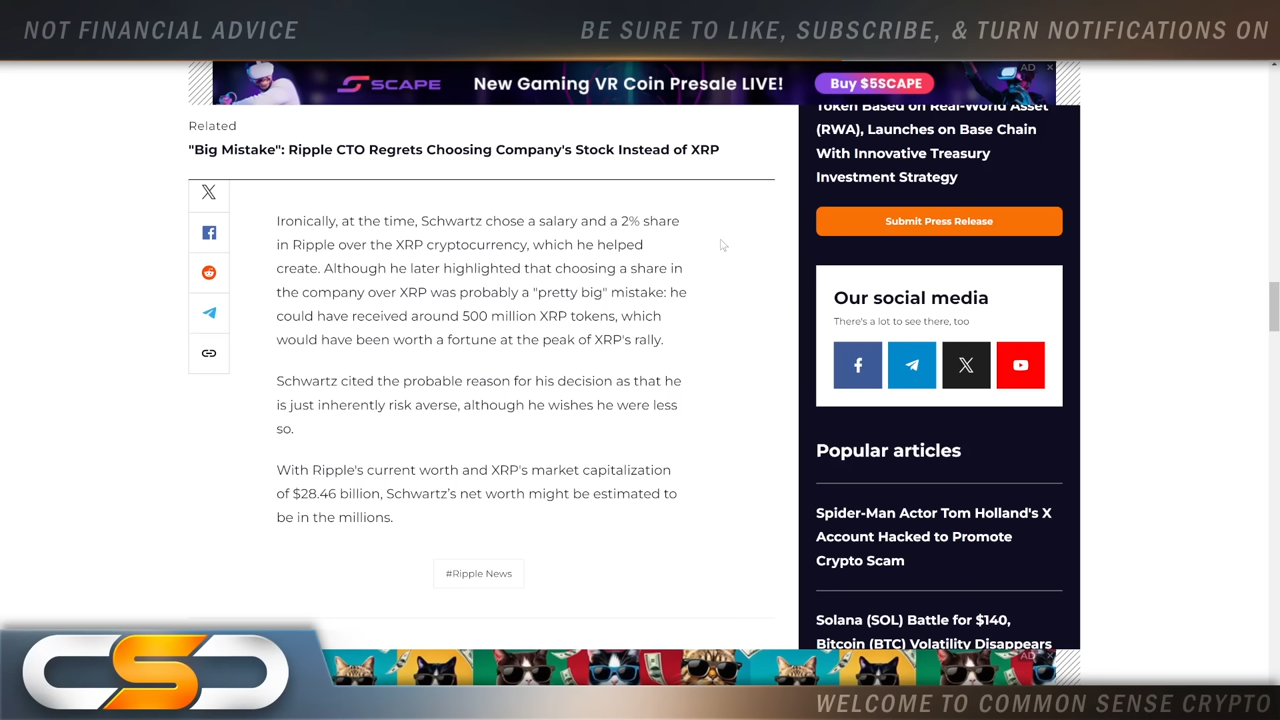 NOT FINANCIAL ADVICE
BE SURE TO LIKE, SUBSCRIBE, & TURN NOTIFICATIONS ON
SCAPE
New Gaming VR Coin Presale LIVE!
Buy $5SCAPE
AD
Related
"Big Mistake": Ripple CTO Regrets Choosing Company's Stock Instead of XRP
Ironically, at the time, Schwartz chose a salary and a 2% share
in Ripple over the XRP cryptocurrency, which he helped
create. Although he later highlighted that choosing a share in
the company over XRP was probably a "pretty big" mistake: he
could have received around 500 million XRP tokens, which
would have been worth a fortune at the peak of XRP's rally.
Schwartz cited the probable reason for his decision as that he
is just inherently risk averse, although he wishes he were less
so.
With Ripple's current worth and XRP's market capitalization
of $28.46 billion, Schwartz's net worth might be estimated to
be in the millions.
#Ripple News
Token Based on Real-World Asset
(RWA), Launches on Base Chain
With Innovative Treasury
Investment Strategy
Submit Press Release
Our social media
There's a lot to see there, too
Popular articles
Spider-Man Actor Tom Holland's X
Account Hacked to Promote
Crypto Scam
Solana (SOL) Battle for $140,
Bitcoin (BTC) Volatility Disappears
AD
CSC
WELCOME TO COMMON SENSE CRYPTO